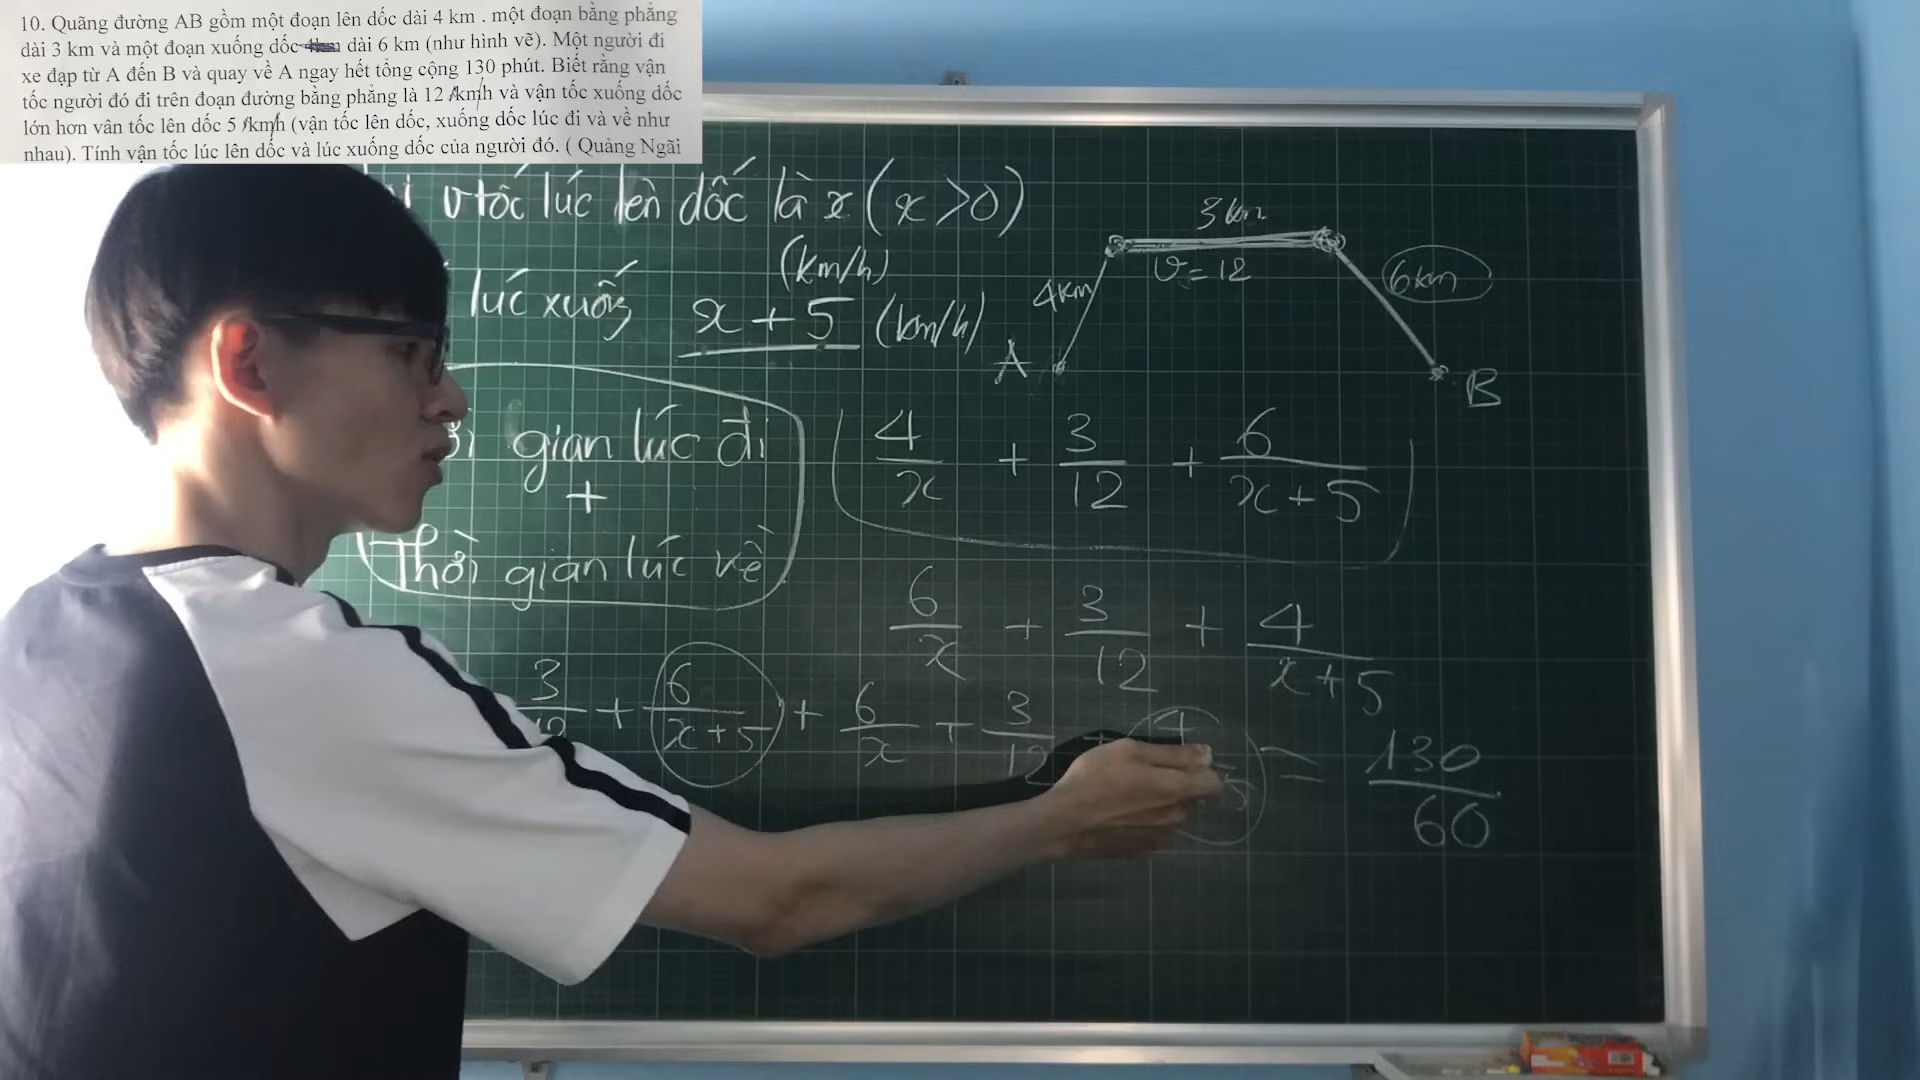 10. Quãng đường AB gồm một đoạn lên dốc dài 4 km . một đoạn bằng phẳng
dài 3 km và một đoạn xuống dốc dài 6 km (như hình vẽ). Một người đi
xe đạp từ A đến B và quay về A ngay hết tổng cộng 130 phút. Biết rằng vận
tốc người đó đi trên đoạn đường bằng phẳng là 12 km/h và vận tốc xuống dốc
lớn hơn vân tốc lên dốc 5 km/h (vận tốc lên dốc, xuống dốc lúc đi và về như
nhau). Tính vận tốc lúc lên dốc và lúc xuống dốc của người đó. ( Quảng Ngãi
v tốc lúc lên dốc là x (x>0)
(km/h)
lúc xuống x + 5 (km/h)
3km
v = 12
4km
6km
A
B
gian lúc đi
+
Thời gian lúc về
4/x + 3/12 + 6/(x+5)
6/x + 3/12 + 4/(x+5)
3/12 + 6/(x+5) + 6/x + 3/12 + 4/ 5 = 130/60